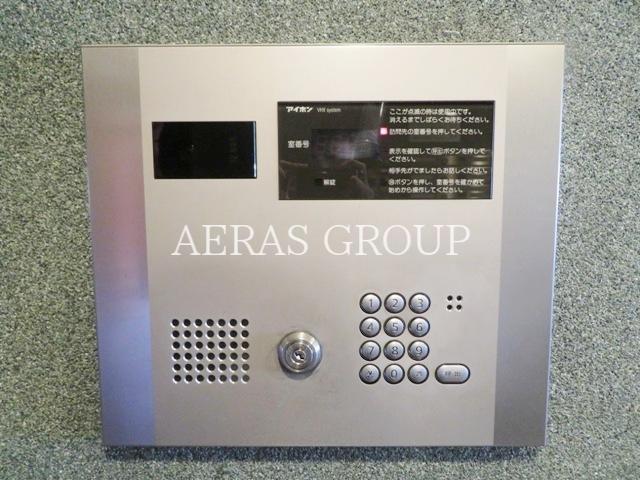 アイホン VHX system
ここが点滅の時は使用中です。
消えるまでしばらくお待ちください。
室番号
訪問先の室番号を押してください。
表示を確認して呼出ボタンを押して
ください。
解錠
相手先がでましたらお話しください。
ボタンを押し、室番号を確かめて
始めから操作してください。
AERAS GROUP
1 2 3
4 5 6
7 8 9
0
呼出